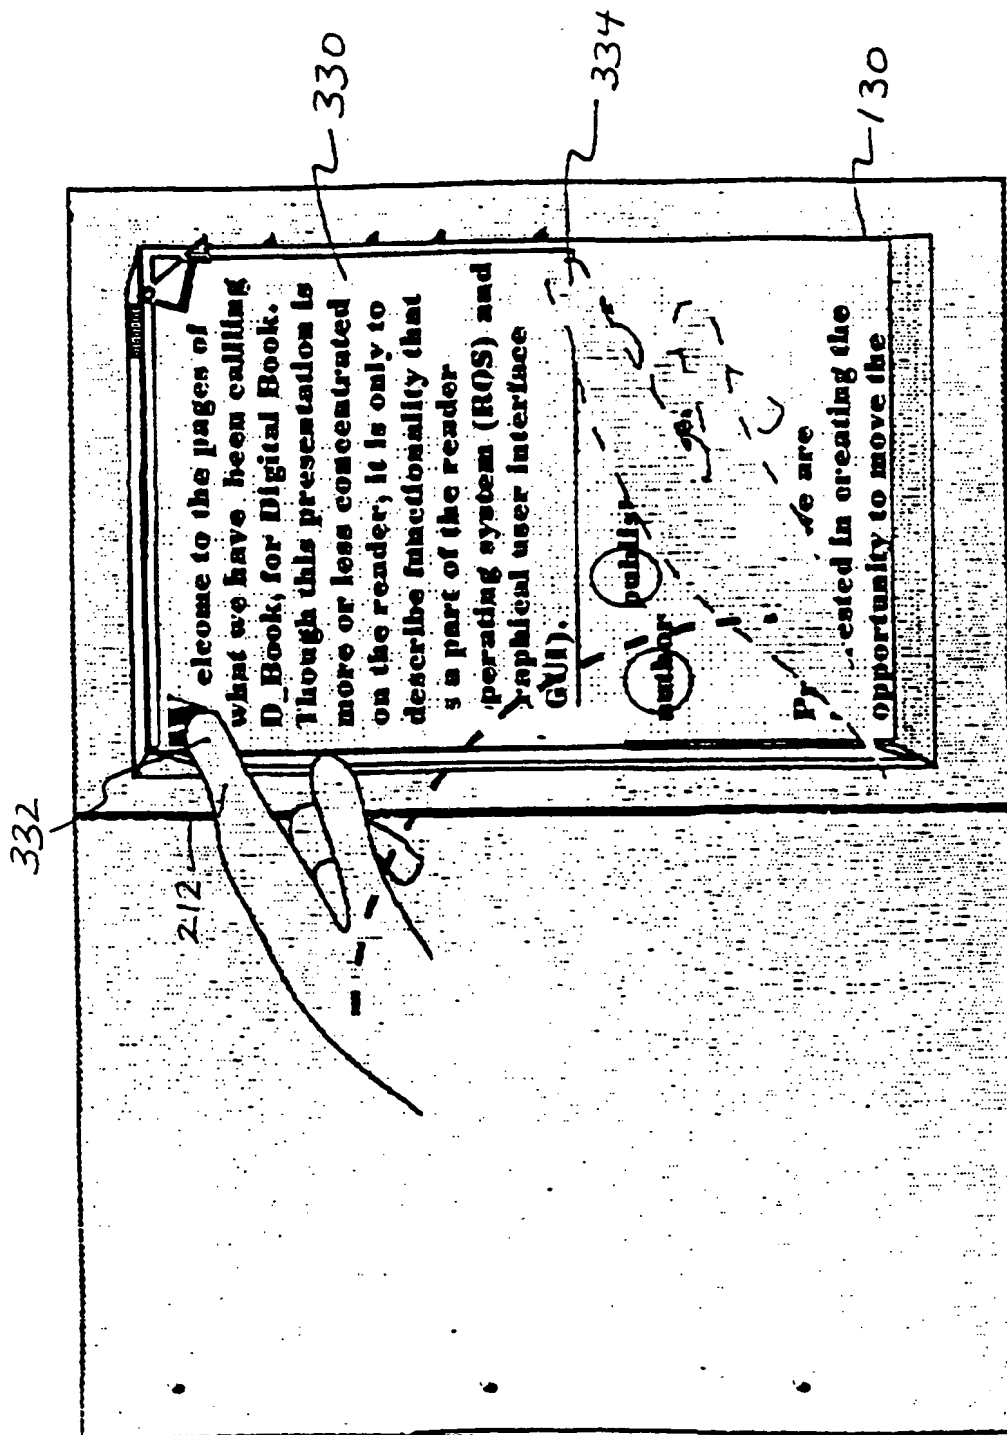 332
212
elcome to the pages of
what we have been calling
D_Book, for Digital Book.
Though this presentation is
more or less concentrated
on the reader, it is only to
describe functionality that
s a part of the reader
perating system (ROS) and
raphical user interface
GUI).
author publis
We are
ested in creating the
opportunity to move the
330
334
130